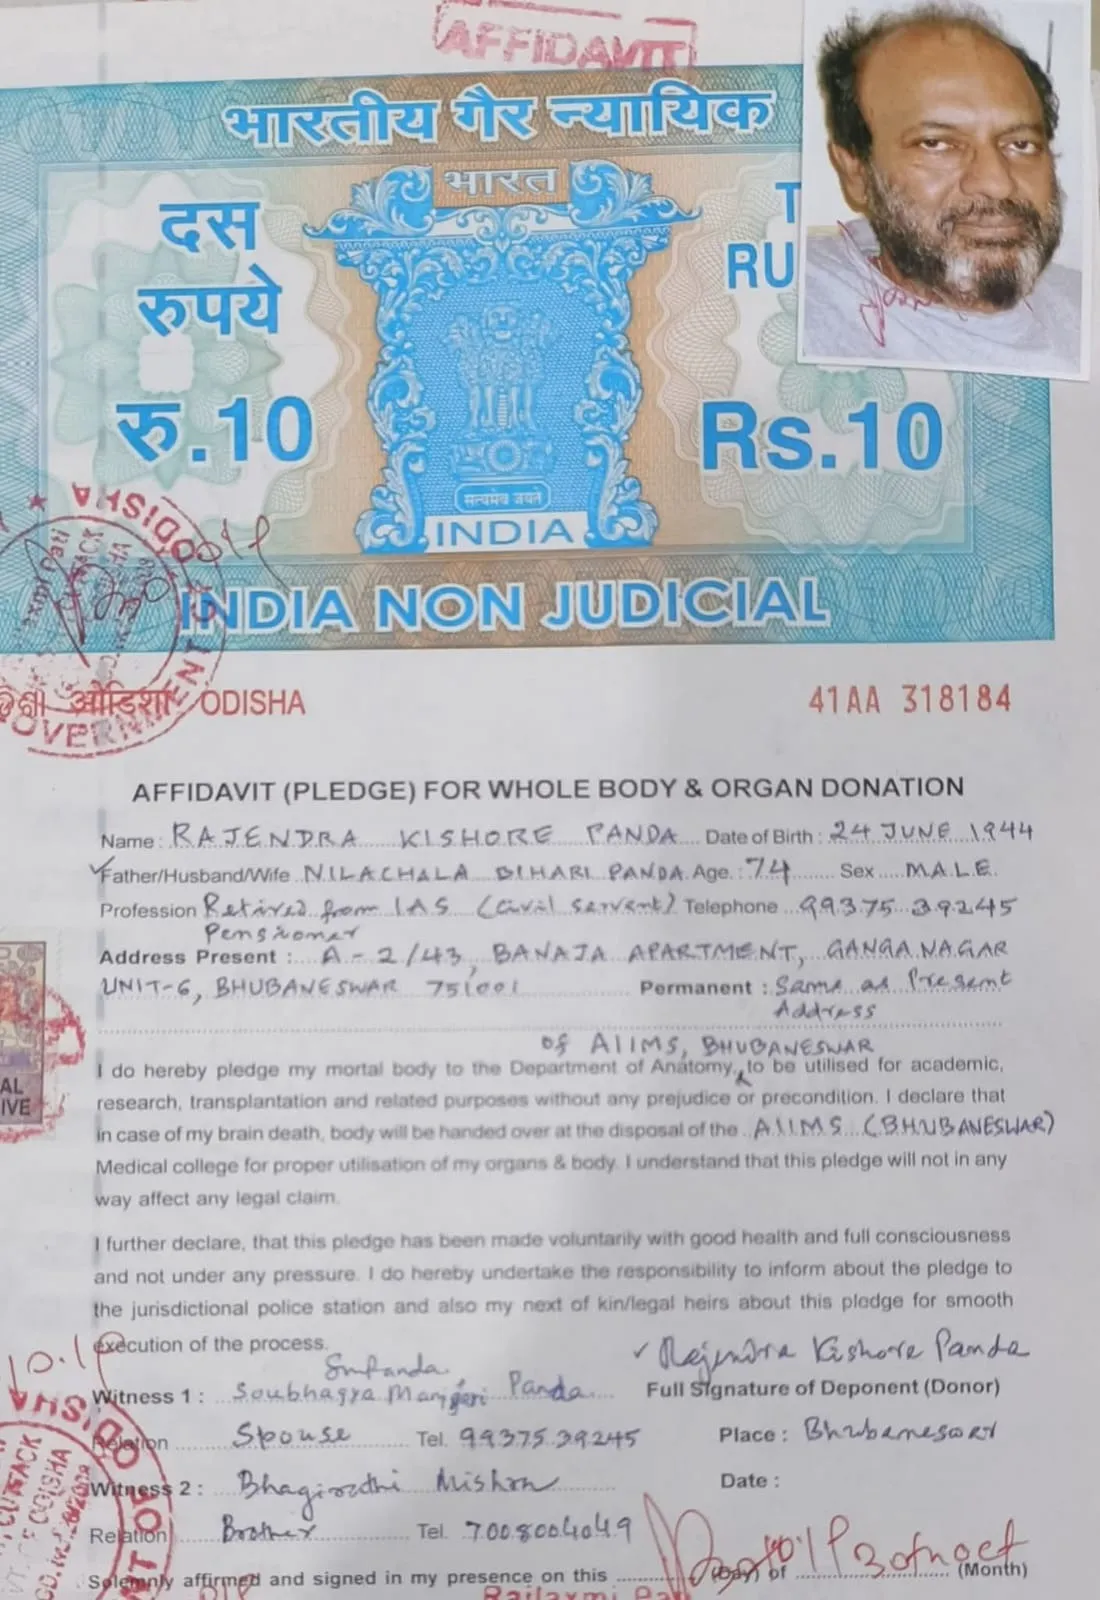 AFFIDAVIT
भारतीय गैर न्यायिक
भारत
दस
रुपये
रु.10
T
RU
Rs.10
सत्यमेव जयते
INDIA
INDIA NON JUDICIAL
ओडिशा ODISHA
41AA 318184
AFFIDAVIT (PLEDGE) FOR WHOLE BODY & ORGAN DONATION
Name : RAJENDRA KISHORE PANDA Date of Birth : 24 JUNE 1944
Father/Husband/Wife NILACHALA BIHARI PANDA Age. : 74 Sex MALE.
Profession Retired from IAS (Civil servant) Telephone 99375 39245
Pensioner
Address Present : A-2/43, BANAJA APARTMENT, GANGANAGAR
UNIT-6, BHUBANESWAR 751001 Permanent : Same as Present
Address
of AIIMS, BHUBANESWAR
I do hereby pledge my mortal body to the Department of Anatomy, to be utilised for academic,
research, transplantation and related purposes without any prejudice or precondition. I declare that
in case of my brain death, body will be handed over at the disposal of the AIIMS (BHUBANESWAR)
Medical college for proper utilisation of my organs & body. I understand that this pledge will not in any
way affect any legal claim.
I further declare, that this pledge has been made voluntarily with good health and full consciousness
and not under any pressure. I do hereby undertake the responsibility to inform about the pledge to
the jurisdictional police station and also my next of kin/legal heirs about this pledge for smooth
execution of the process.
Rajendra Kishore Panda
SmPanda
Witness 1 : Soubhagya Manjari Panda Full Signature of Deponent (Donor)
Relation Spouse Tel. 99375 39245 Place : Bhubaneswar
Witness 2 : Bhagirathi Mishra Date :
Relation Brother Tel. 7008004049
Solemnly affirmed and signed in my presence on this (Day) of (Month)